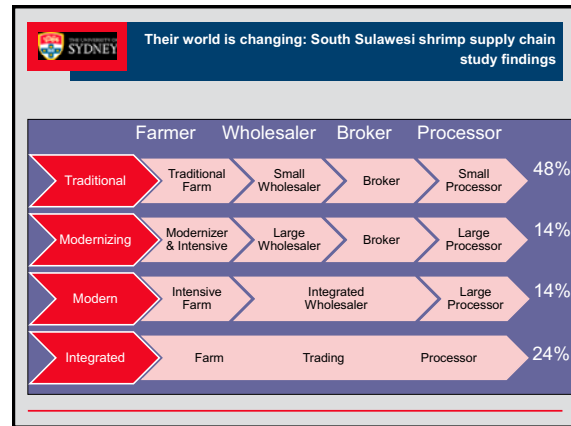 THE UNIVERSITY OF
SYDNEY
Their world is changing: South Sulawesi shrimp supply chain
study findings
Farmer Wholesaler Broker Processor
Traditional
Traditional
Farm
Small
Wholesaler
Broker
Small
Processor
48%
Modernizing
Modernizer
& Intensive
Large
Wholesaler
Broker
Large
Processor
14%
Modern
Intensive
Farm
Integrated
Wholesaler
Large
Processor
14%
Integrated
Farm
Trading
Processor
24%